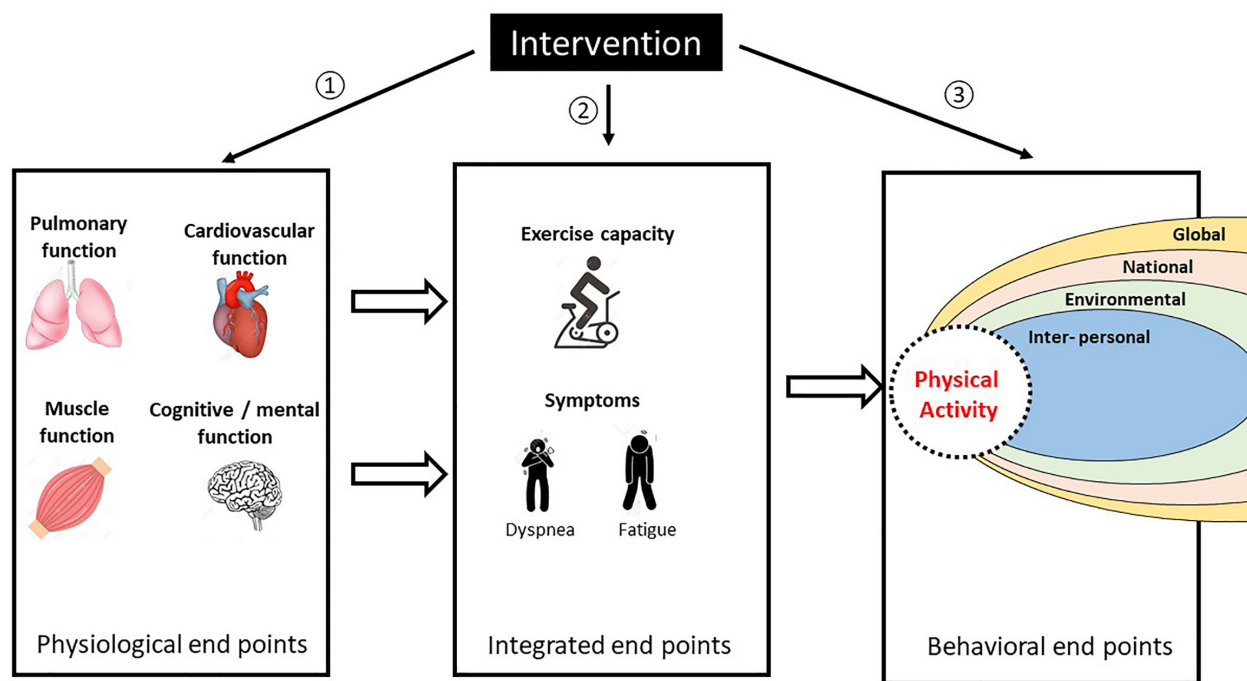 Intervention
①
②
③
Pulmonary
function
Cardiovascular
function
Muscle
function
Cognitive / mental
function
Physiological end points
Exercise capacity
Symptoms
Dyspnea
Fatigue
Integrated end points
Global
National
Environmental
Inter- personal
Physical
Activity
Behavioral end points